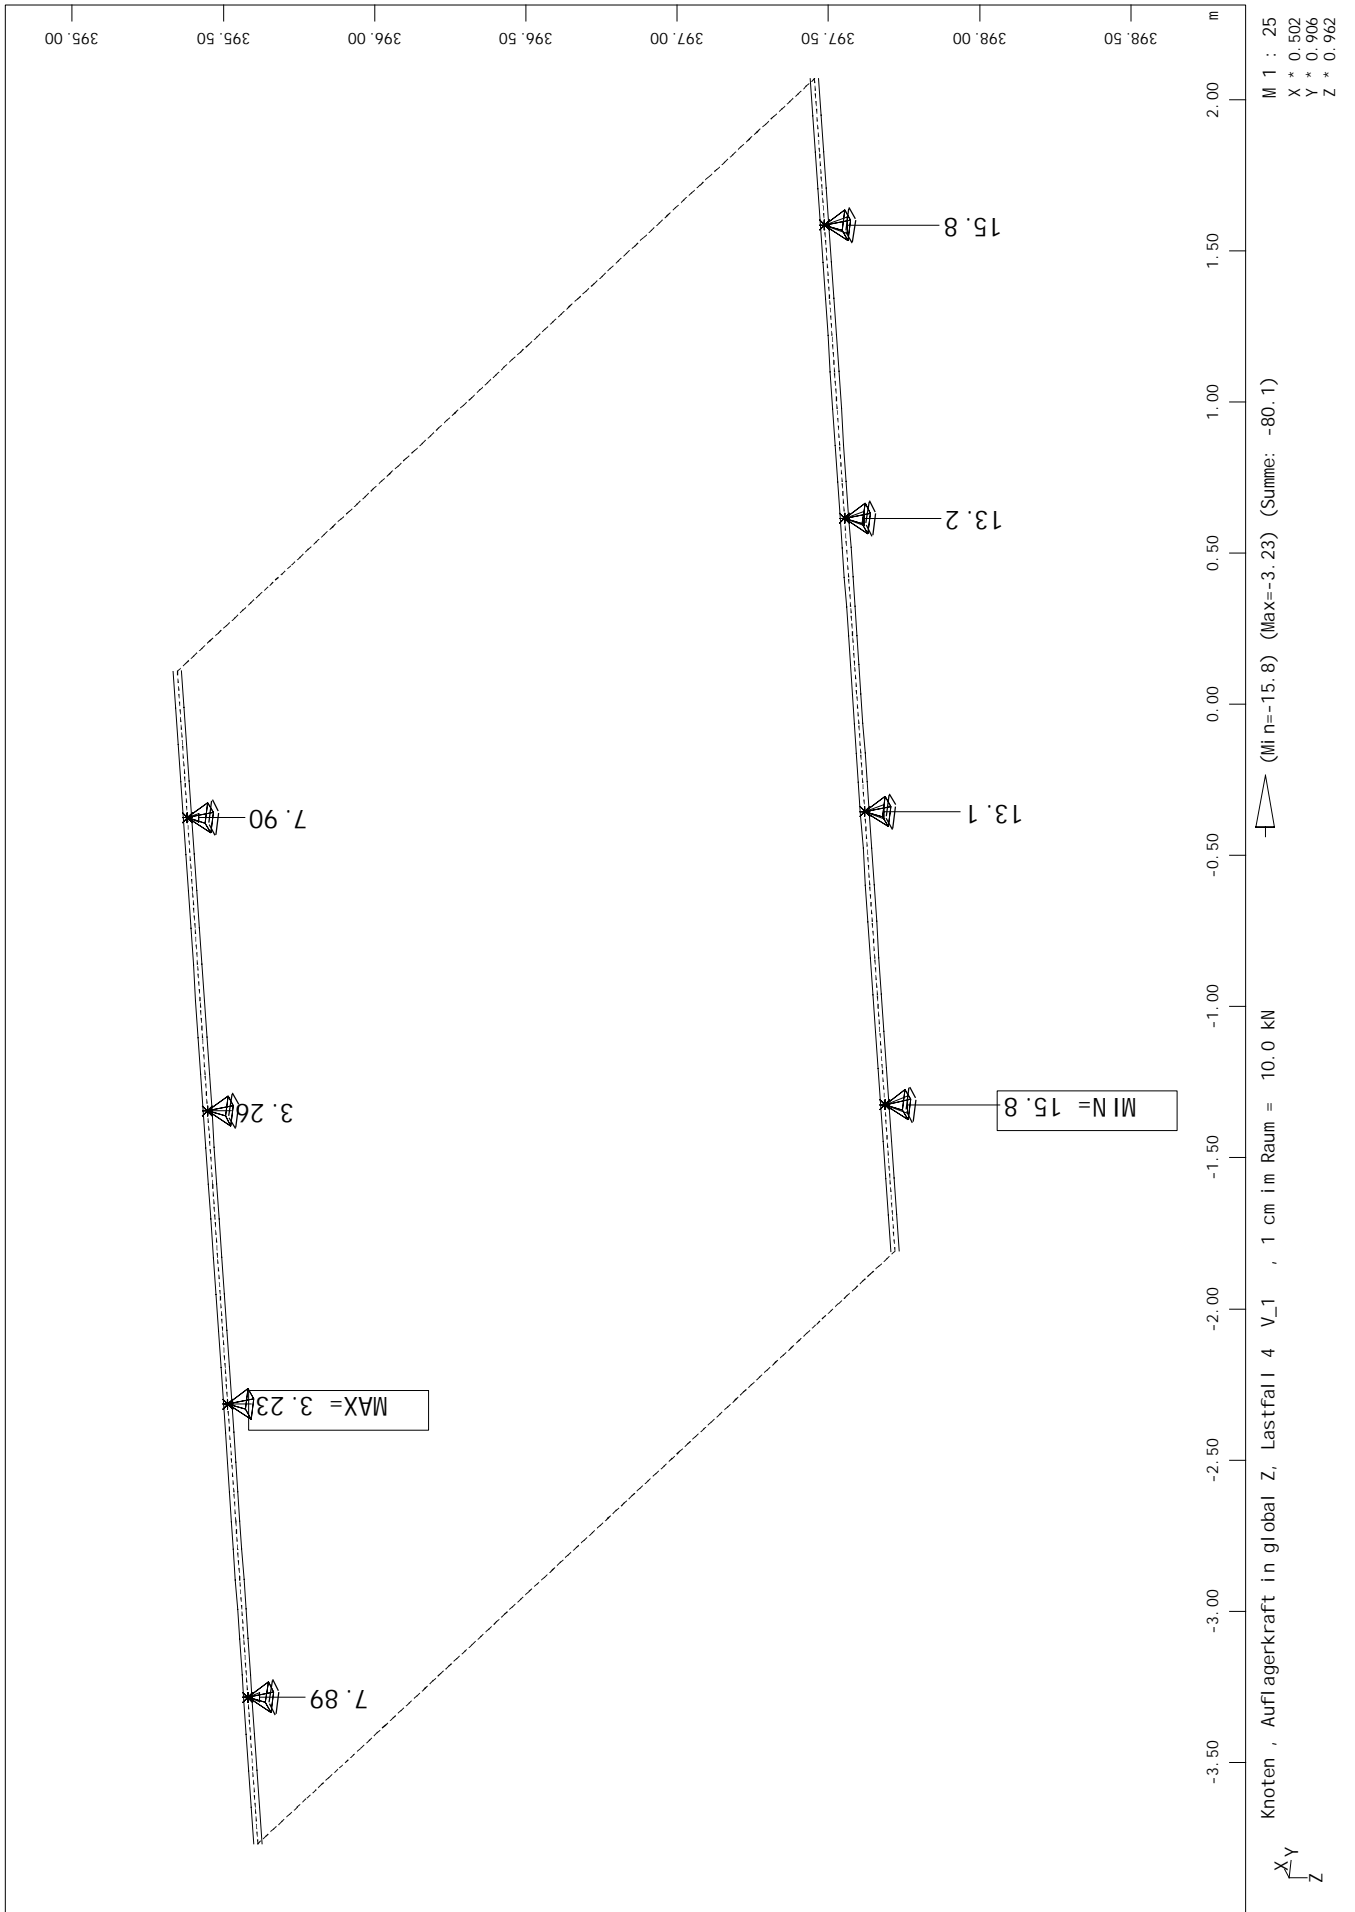 395.00
395.50
396.00
396.50
397.00
397.50
398.00
398.50
m
2.00
1.50
1.00
0.50
0.00
-0.50
-1.00
-1.50
-2.00
-2.50
-3.00
-3.50
15.8
13.2
13.1
MIN= 15.8
7.90
3.26
MAX= 3.23
7.89
Knoten , Auflagerkraft in global Z, Lastfall 4 V_1 , 1 cm im Raum = 10.0 kN (Min=-15.8) (Max=-3.23) (Summe: -80.1)
M 1 : 25
X * 0.502
Y * 0.906
Z * 0.962
X
Y
Z